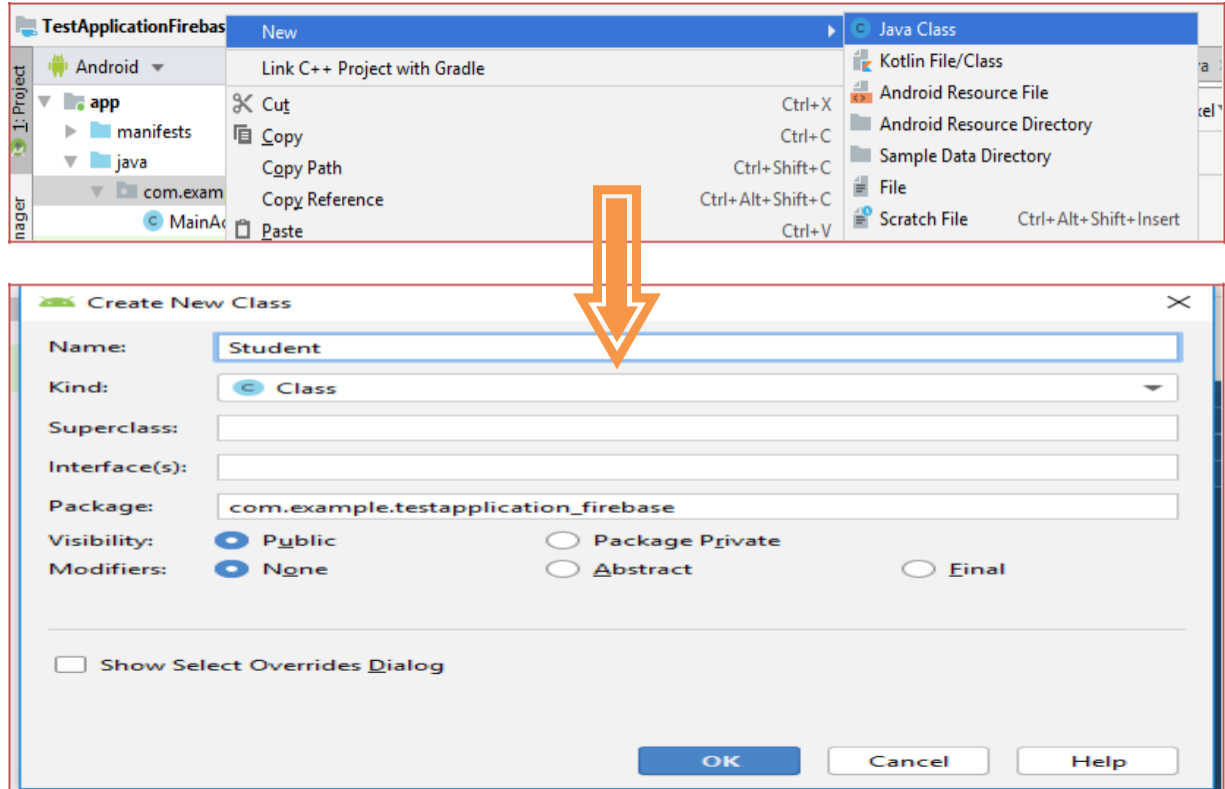 TestApplicationFirebas
New
Java Class
Android
Link C++ Project with Gradle
Kotlin File/Class
1: Project
app
Cut Ctrl+X
Android Resource File
manifests
Copy Ctrl+C
Android Resource Directory
java
Copy Path Ctrl+Shift+C
Sample Data Directory
com.exam
Copy Reference Ctrl+Alt+Shift+C
File
MainAc
Paste Ctrl+V
Scratch File Ctrl+Alt+Shift+Insert
nager
Create New Class
Name: Student
Kind: Class
Superclass:
Interface(s):
Package: com.example.testapplication_firebase
Visibility: Public Package Private
Modifiers: None Abstract Final
Show Select Overrides Dialog
OK Cancel Help